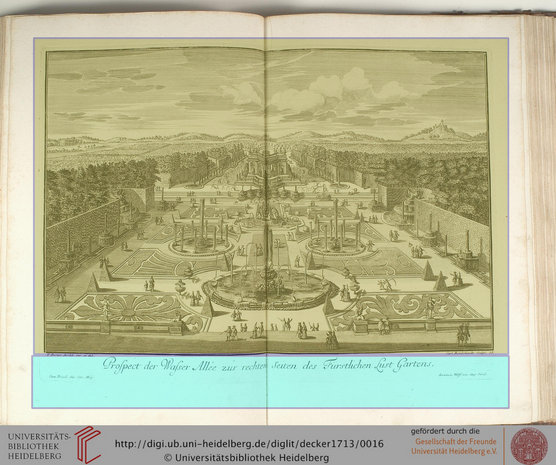 Prospect der Wasser Allee zur rechten Seiten des Fürstlichen Lust Gartens.
UNIVERSITÄTS-
BIBLIOTHEK
HEIDELBERG
http://digi.ub.uni-heidelberg.de/diglit/decker1713/0016
© Universitätsbibliothek Heidelberg
gefördert durch die
Gesellschaft der Freunde
Universität Heidelberg e.V.